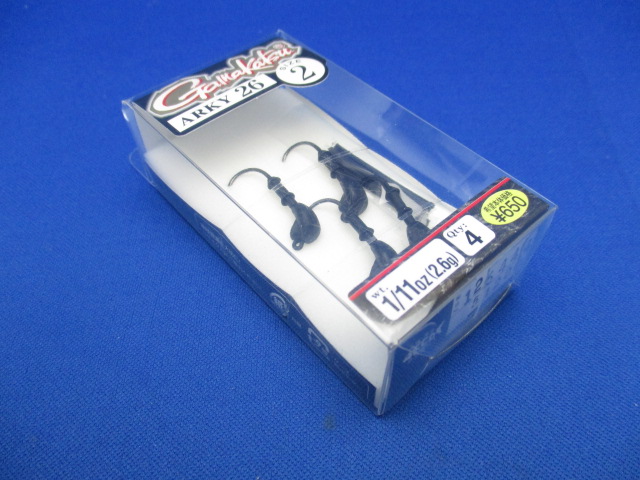 Gamakatsu
ARKY 26
SIZE
2
¥650
wt.
1/11oz(2.6g)
Qty:
4